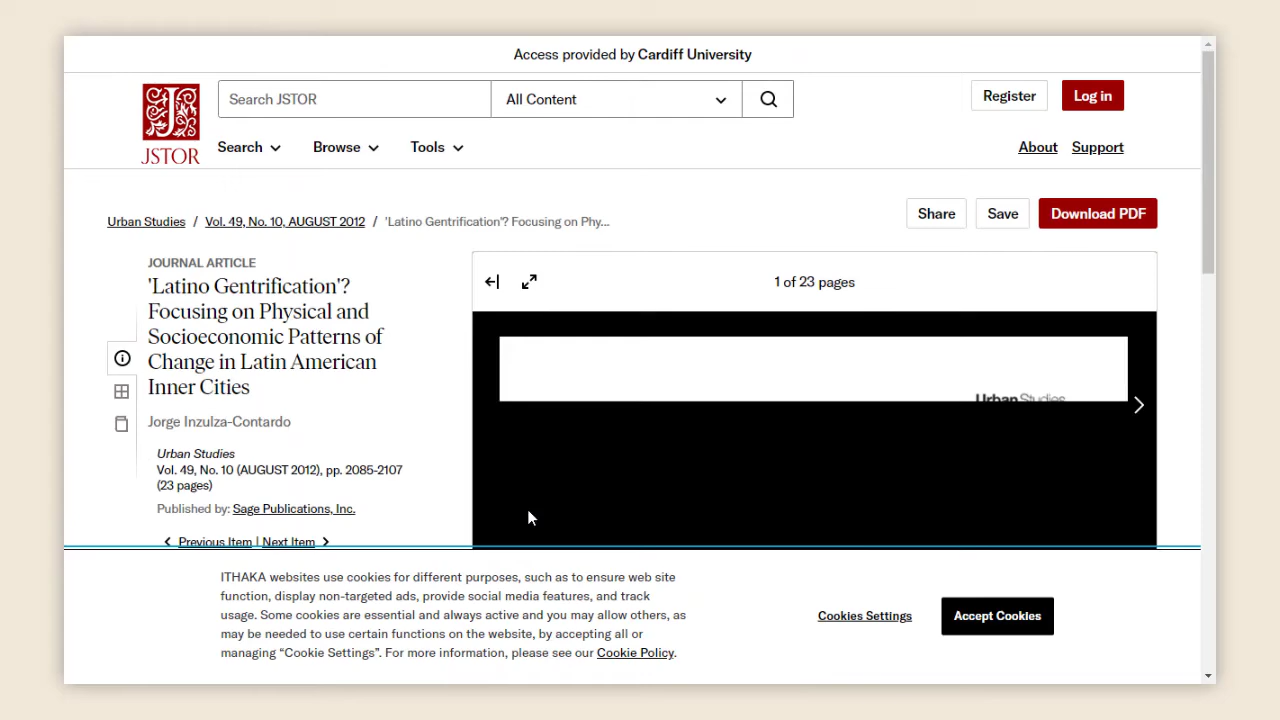 Access provided by Cardiff University
Search JSTOR
All Content
Register
Log in
JSTOR
Search
Browse
Tools
About
Support
Urban Studies / Vol. 49, No. 10, AUGUST 2012 / 'Latino Gentrification'? Focusing on Phy...
Share
Save
Download PDF
JOURNAL ARTICLE
'Latino Gentrification'?
Focusing on Physical and
Socioeconomic Patterns of
Change in Latin American
Inner Cities
Jorge Inzulza-Contardo
Urban Studies
Vol. 49, No. 10 (AUGUST 2012), pp. 2085-2107
(23 pages)
Published by: Sage Publications, Inc.
Previous Item | Next Item
1 of 23 pages
Urban Studies
ITHAKA websites use cookies for different purposes, such as to ensure web site
function, display non-targeted ads, provide social media features, and track
usage. Some cookies are essential and always active and you may allow others, as
may be needed to use certain functions on the website, by accepting all or
managing “Cookie Settings”. For more information, please see our Cookie Policy.
Cookies Settings
Accept Cookies